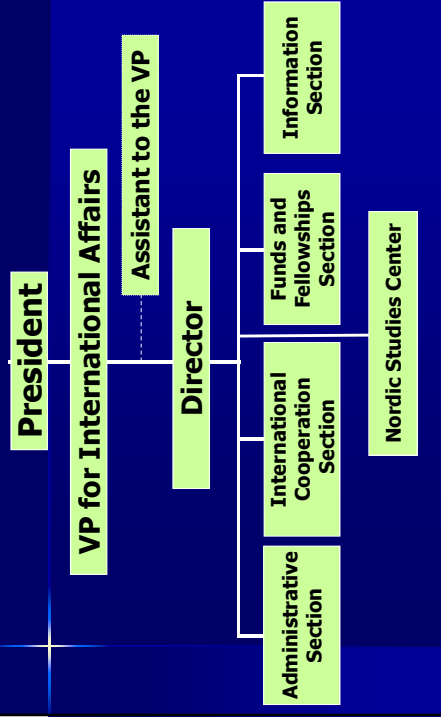 President
VP for International Affairs
Assistant to the VP
Director
Administrative
Section
International
Cooperation
Section
Funds and
Fellowships
Section
Information
Section
Nordic Studies Center